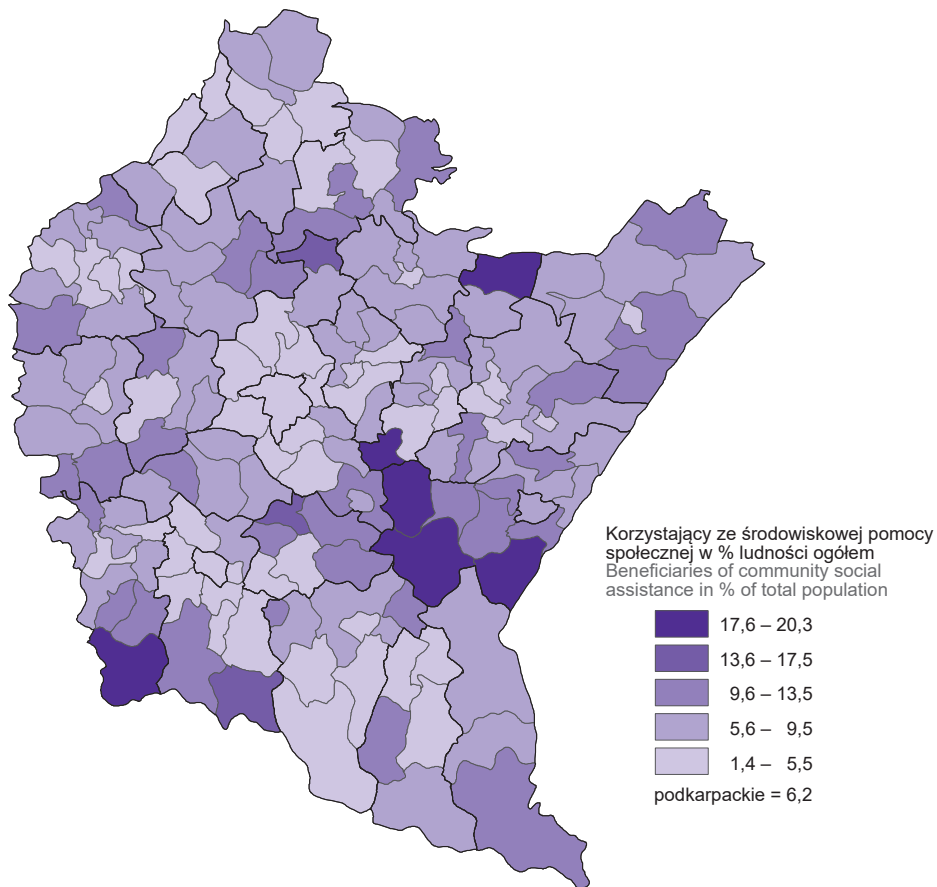 Korzystający ze środowiskowej pomocy
społecznej w % ludności ogółem
Beneficiaries of community social
assistance in % of total population
17,6 – 20,3
13,6 – 17,5
9,6 – 13,5
5,6 – 9,5
1,4 – 5,5
podkarpackie = 6,2